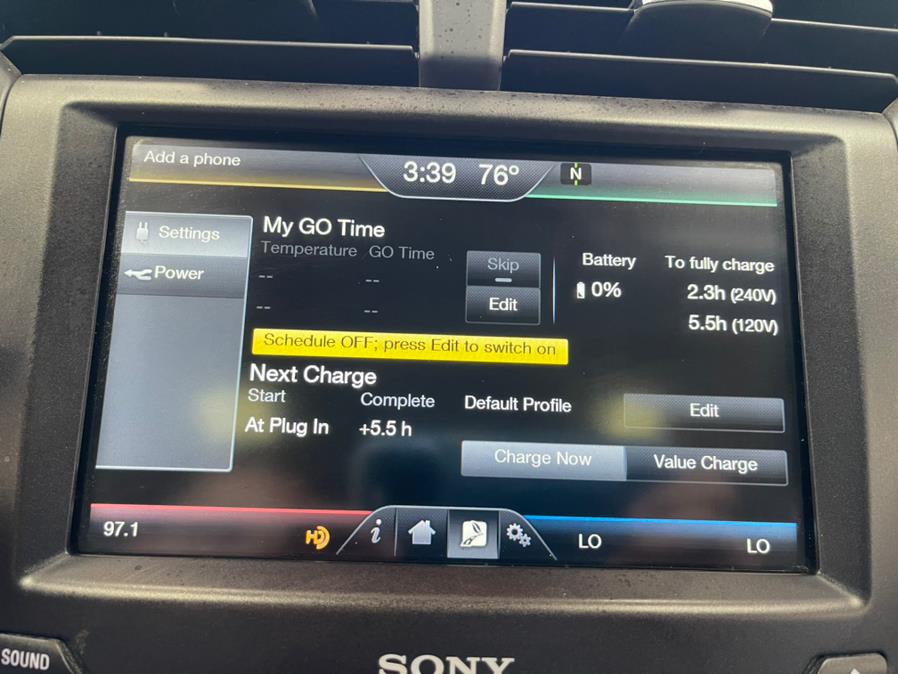 Add a phone
3:39 76° N
Settings
Power
My GO Time
Temperature GO Time
-- --
-- --
Skip
Edit
Battery
0%
To fully charge
2.3h (240V)
5.5h (120V)
Schedule OFF; press Edit to switch on
Next Charge
Start Complete
At Plug In +5.5 h
Default Profile
Edit
Charge Now Value Charge
97.1 HD i LO LO
SOUND
SONY